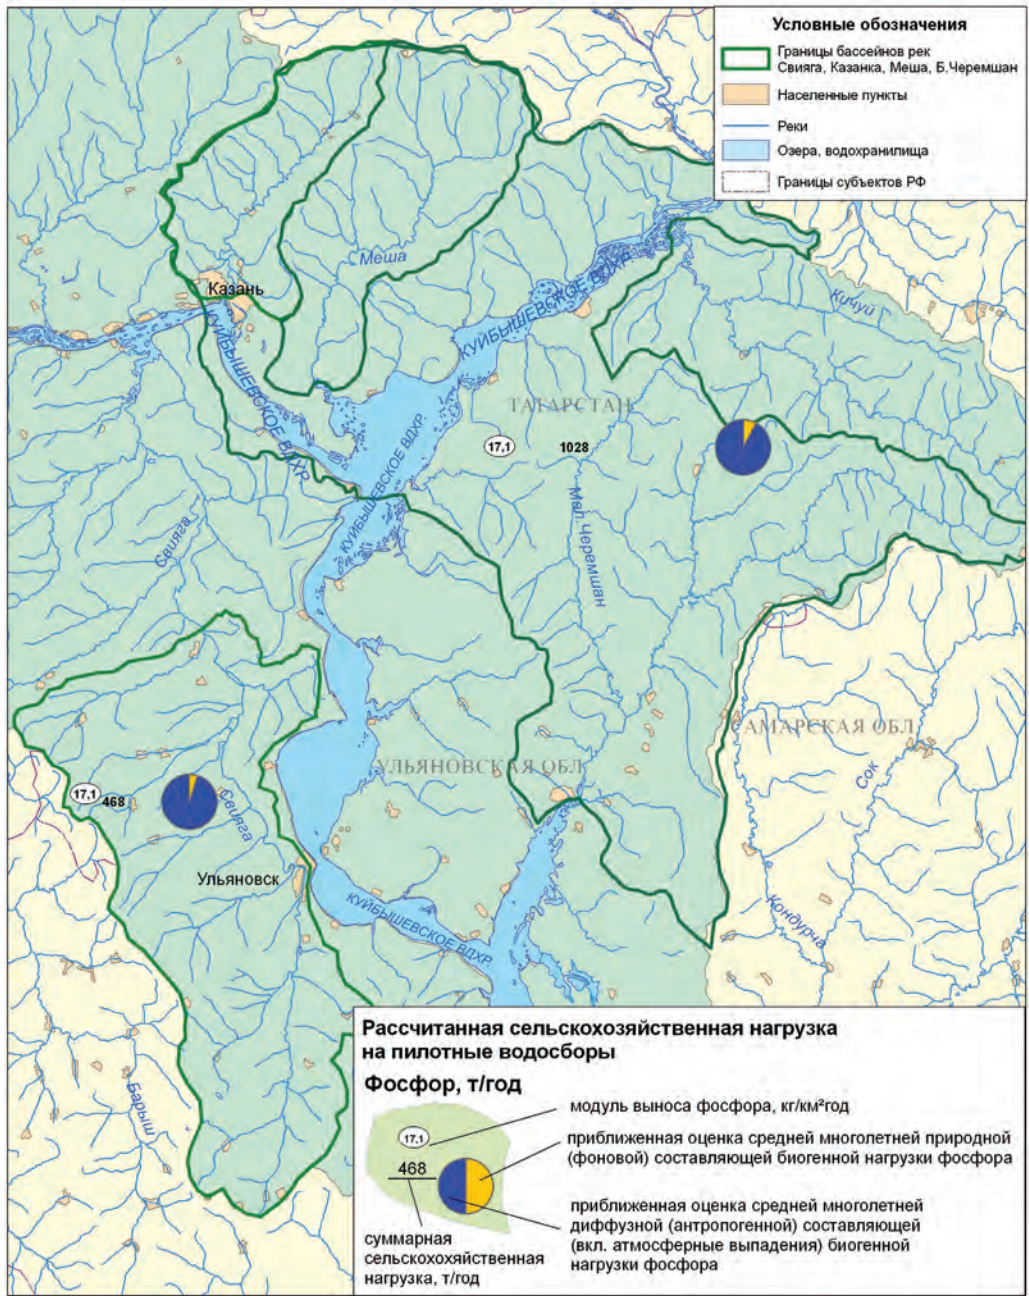 Условные обозначения
Границы бассейнов рек
Свияга, Казанка, Меша, Б.Черемшан
Населенные пункты
Реки
Озера, водохранилища
Границы субъектов РФ
Меша
Казань
КУЙБЫШЕВСКОЕ ВДХР.
КУЙБЫШЕВСКОЕ ВДХР.
Кичуй
ТАТАРСТАН
17,1
1028
КУЙБЫШЕВСКОЕ ВДХР.
Мал.Черемшан
Свияга
САМАРСКАЯ ОБЛ.
УЛЬЯНОВСКАЯ ОБЛ.
Сок
17,1
468
Свияга
Ульяновск
КУЙБЫШЕВСКОЕ ВДХР.
Кондурча
Барыш
Рассчитанная сельскохозяйственная нагрузка
на пилотные водосборы
Фосфор, т/год
17,1
модуль выноса фосфора, кг/км²год
468
приближенная оценка средней многолетней природной
(фоновой) составляющей биогенной нагрузки фосфора
приближенная оценка средней многолетней
диффузной (антропогенной) составляющей
(вкл. атмосферные выпадения) биогенной
нагрузки фосфора
суммарная
сельскохохяйственная
нагрузка, т/год